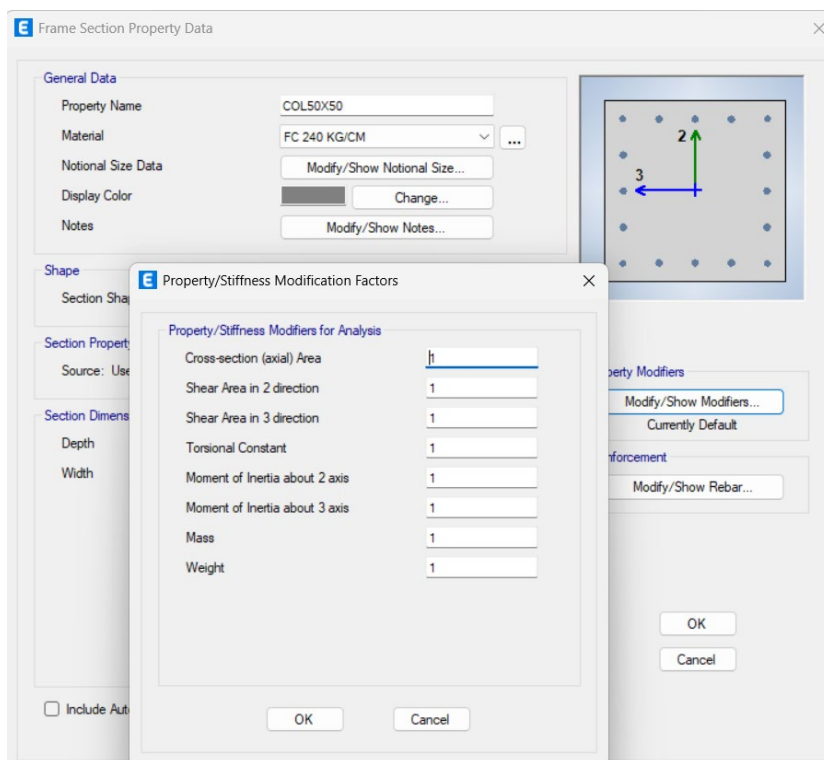 E Frame Section Property Data
General Data
Property Name COL50X50
Material FC 240 KG/CM ...
Notional Size Data Modify/Show Notional Size...
Display Color Change...
Notes Modify/Show Notes...
2
3
Shape
Section Sha
Section Property
Source: Use
Section Dimens
Depth
Width
Include Aut
E Property/Stiffness Modification Factors
Property/Stiffness Modifiers for Analysis
Cross-section (axial) Area 1
Shear Area in 2 direction 1
Shear Area in 3 direction 1
Torsional Constant 1
Moment of Inertia about 2 axis 1
Moment of Inertia about 3 axis 1
Mass 1
Weight 1
OK Cancel
perty Modifiers
Modify/Show Modifiers...
Currently Default
nforcement
Modify/Show Rebar...
OK
Cancel